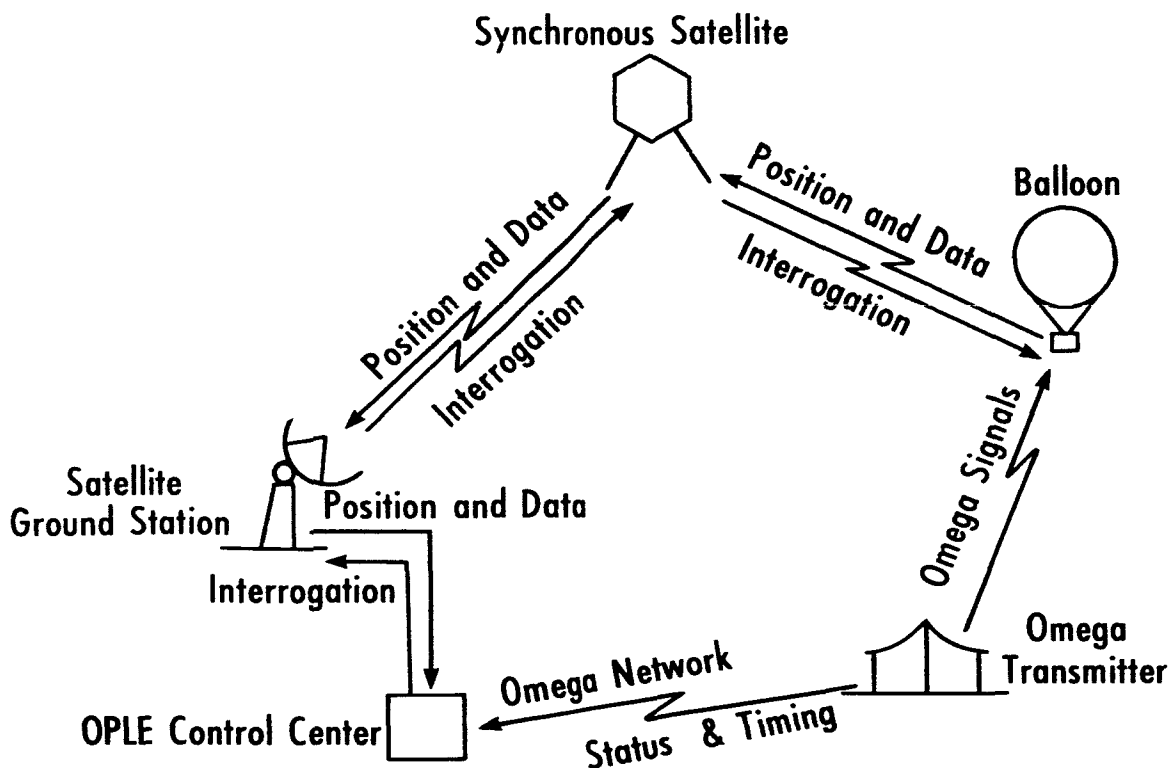 Synchronous Satellite
Position and Data
Interrogation
Position and Data
Interrogation
Balloon
Satellite
Ground Station
Position and Data
Interrogation
Omega Signals
Omega
Transmitter
OPLE Control Center
Omega Network
Status & Timing